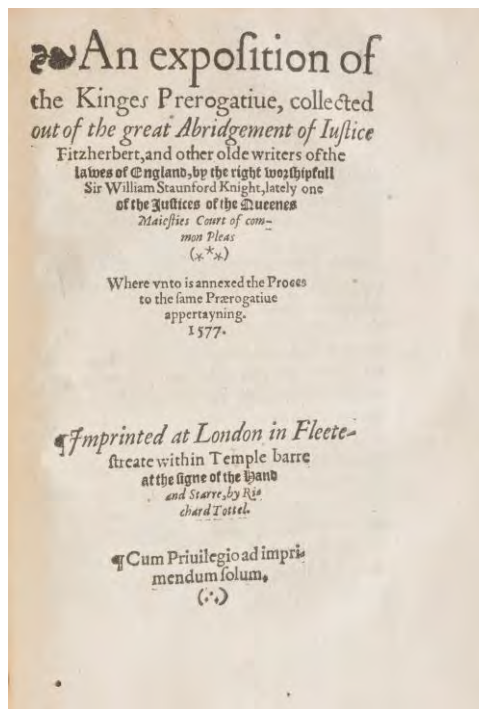 ❧An expoſition of
the Kinges Prerogatiue, collected
out of the great Abridgement of Iuſtice
Fitzherbert,and other olde writers of the
lawes of England,by the right worſhipfull
Sir William Staunford Knight,lately one
of the Juſtices of the Queenes
Maieſties Court of com-
mon Pleas
(***)
Where vnto is annexed the Proces
to the ſame Prærogatiue
appertayning.
1577.
¶Imprinted at London in Fleete-
ſtreate within Temple barre
at the ſigne of the Hand
and Starre,by Ri-
chard Tottel.
¶Cum Priuilegio ad impri-
mendum ſolum.
(∴)